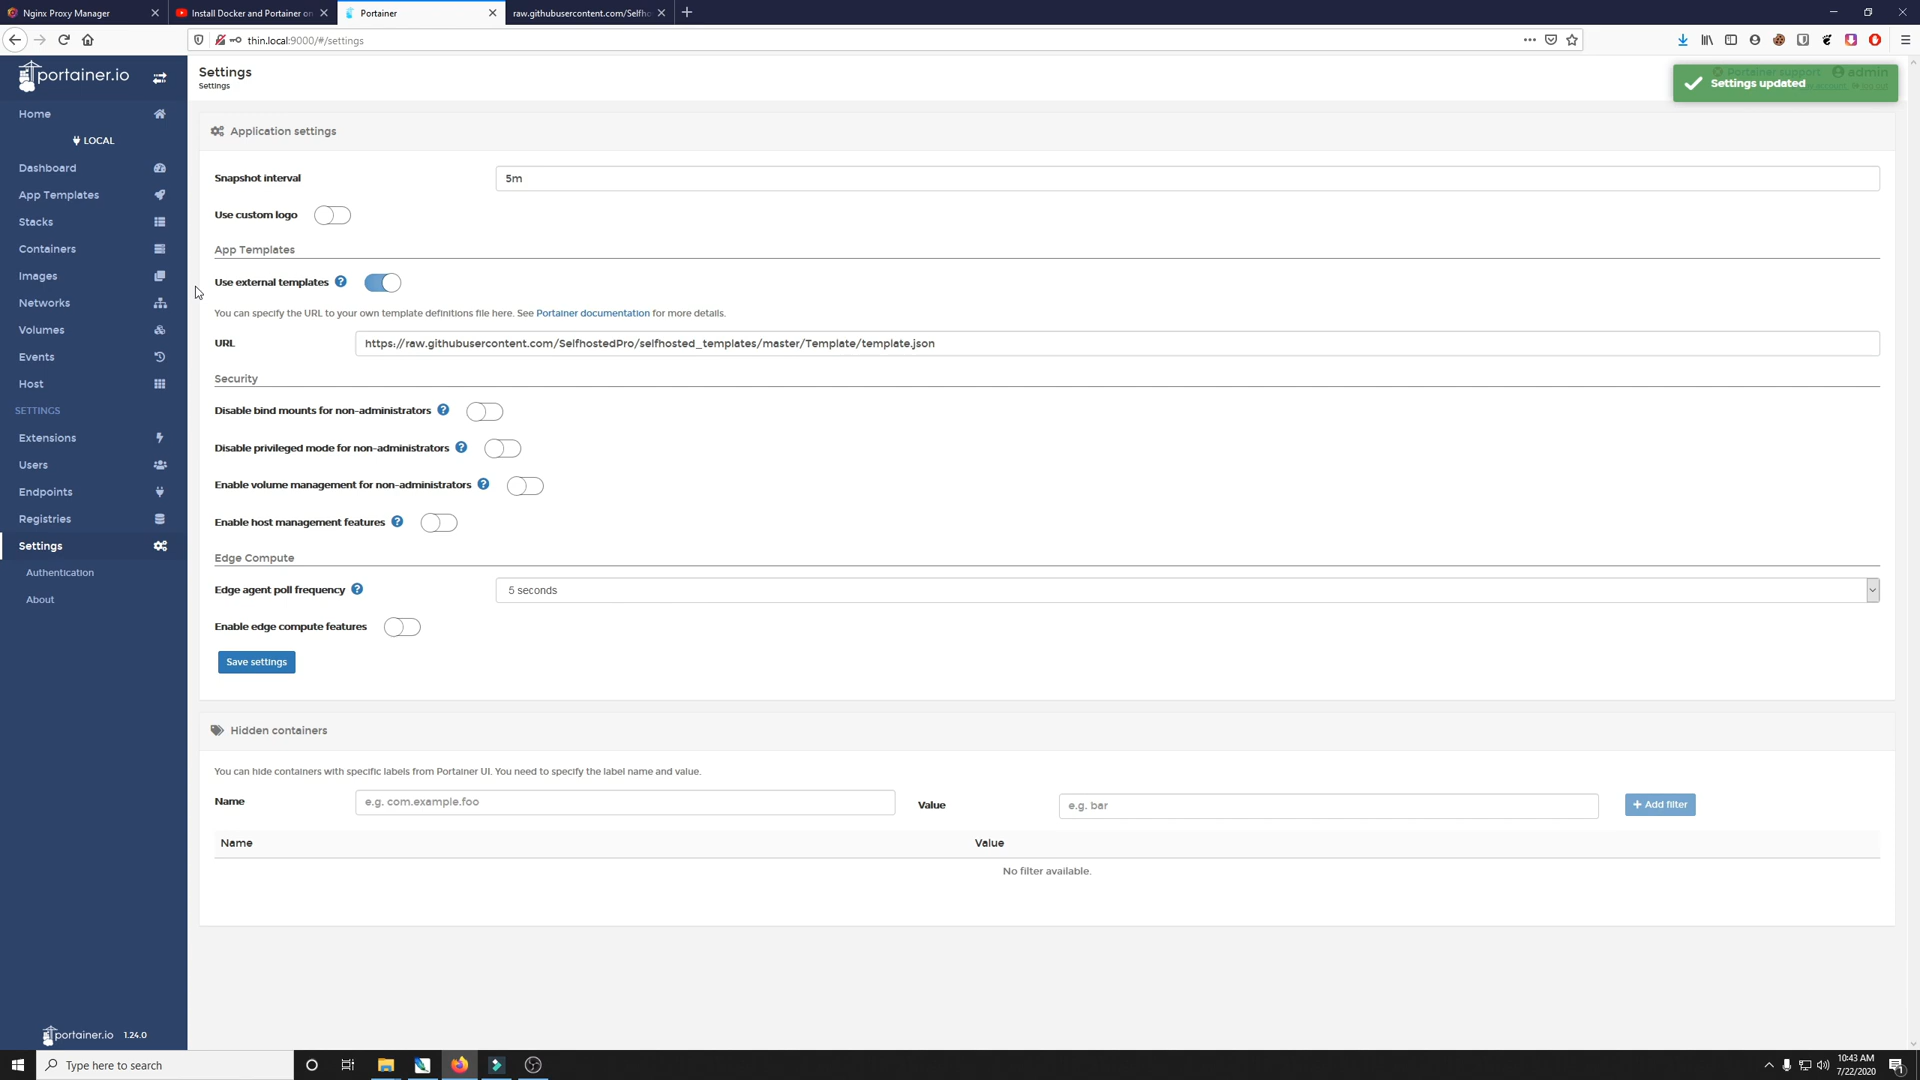 Nginx Proxy Manager
Install Docker and Portainer on
Portainer
raw.githubusercontent.com/Selfho
thin.local:9000/#/settings
portainer.io
Home
LOCAL
Dashboard
App Templates
Stacks
Containers
Images
Networks
Volumes
Events
Host
SETTINGS
Extensions
Users
Endpoints
Registries
Settings
Authentication
About
portainer.io 1.24.0
Settings
Settings
Portainer support
admin
log out
Settings updated
Application settings
Snapshot interval
5m
Use custom logo
App Templates
Use external templates
You can specify the URL to your own template definitions file here. See Portainer documentation for more details.
URL
https://raw.githubusercontent.com/SelfhostedPro/selfhosted_templates/master/Template/template.json
Security
Disable bind mounts for non-administrators
Disable privileged mode for non-administrators
Enable volume management for non-administrators
Enable host management features
Edge Compute
Edge agent poll frequency
5 seconds
Enable edge compute features
Save settings
Hidden containers
You can hide containers with specific labels from Portainer UI. You need to specify the label name and value.
Name
e.g. com.example.foo
Value
e.g. bar
+ Add filter
Name
Value
No filter available.
Type here to search
10:43 AM
7/22/2020
1